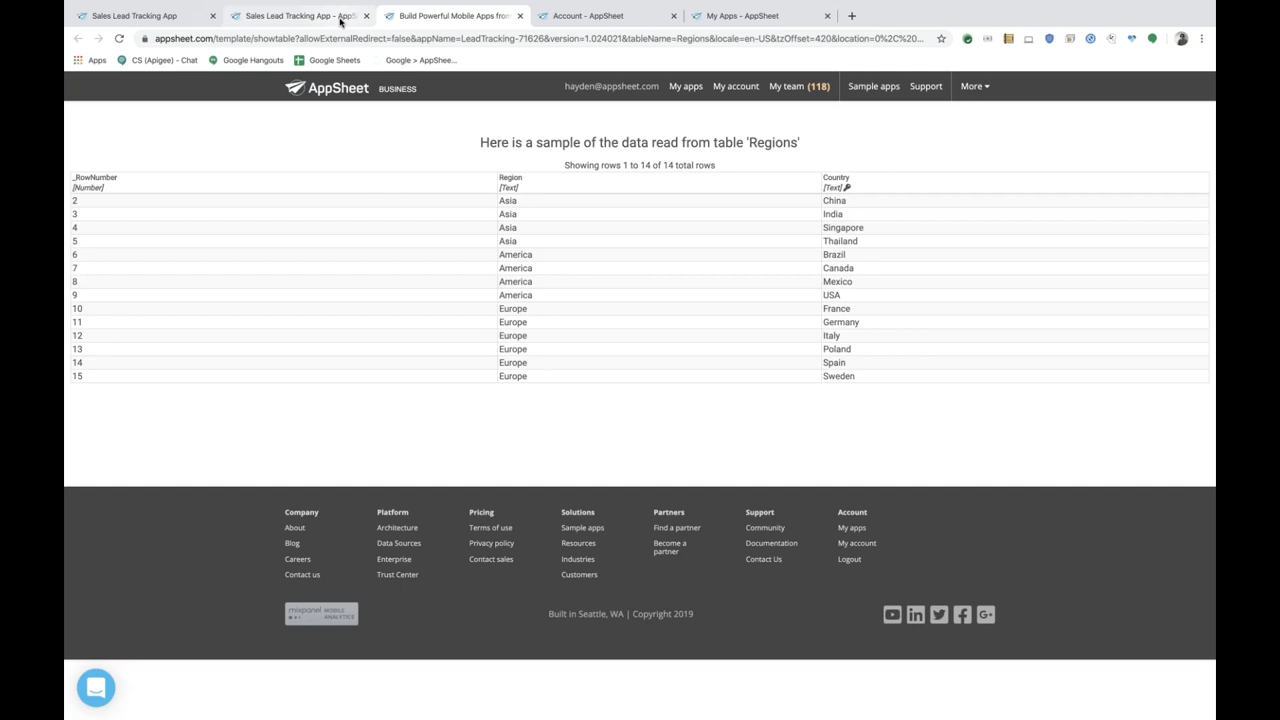 Sales Lead Tracking App
Sales Lead Tracking App - AppS
Build Powerful Mobile Apps from
Account - AppSheet
My Apps - AppSheet
appsheet.com/template/showtable?allowExternalRedirect=false&appName=LeadTracking-71626&version=1.024021&tableName=Regions&locale=en-US&tzOffset=420&location=0%2C%20...
Apps
CS (Apigee) - Chat
Google Hangouts
Google Sheets
Google > AppShee...
AppSheet BUSINESS
hayden@appsheet.com My apps My account My team (118) Sample apps Support More
Here is a sample of the data read from table 'Regions'
Showing rows 1 to 14 of 14 total rows
_RowNumber Region Country
[Number] [Text] [Text]
2 Asia China
3 Asia India
4 Asia Singapore
5 Asia Thailand
6 America Brazil
7 America Canada
8 America Mexico
9 America USA
10 Europe France
11 Europe Germany
12 Europe Italy
13 Europe Poland
14 Europe Spain
15 Europe Sweden
Company
About
Blog
Careers
Contact us
Platform
Architecture
Data Sources
Enterprise
Trust Center
Pricing
Terms of use
Privacy policy
Contact sales
Solutions
Sample apps
Resources
Industries
Customers
Partners
Find a partner
Become a
partner
Support
Community
Documentation
Contact Us
Account
My apps
My account
Logout
mixpanel MOBILE
ANALYTICS
Built in Seattle, WA | Copyright 2019